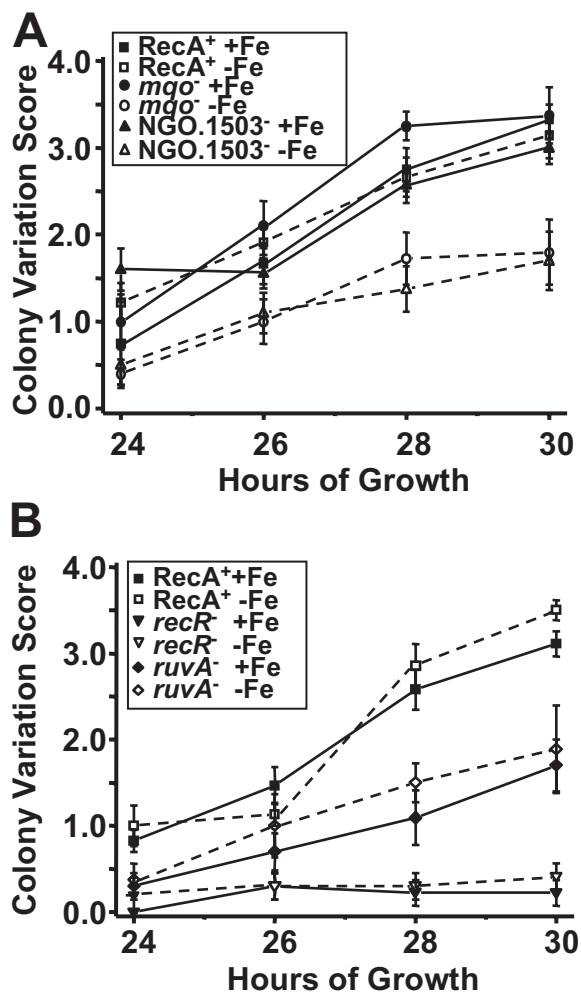 A
RecA⁺ +Fe
RecA⁺ -Fe
mqo⁻ +Fe
mqo⁻ -Fe
NGO.1503⁻ +Fe
NGO.1503⁻ -Fe
Colony Variation Score
4.0
3.0
2.0
1.0
0.0
24 26 28 30
Hours of Growth
B
RecA⁺+Fe
RecA⁺ -Fe
recR⁻ +Fe
recR⁻ -Fe
ruvA⁻ +Fe
ruvA⁻ -Fe
Colony Variation Score
4.0
3.0
2.0
1.0
0.0
24 26 28 30
Hours of Growth